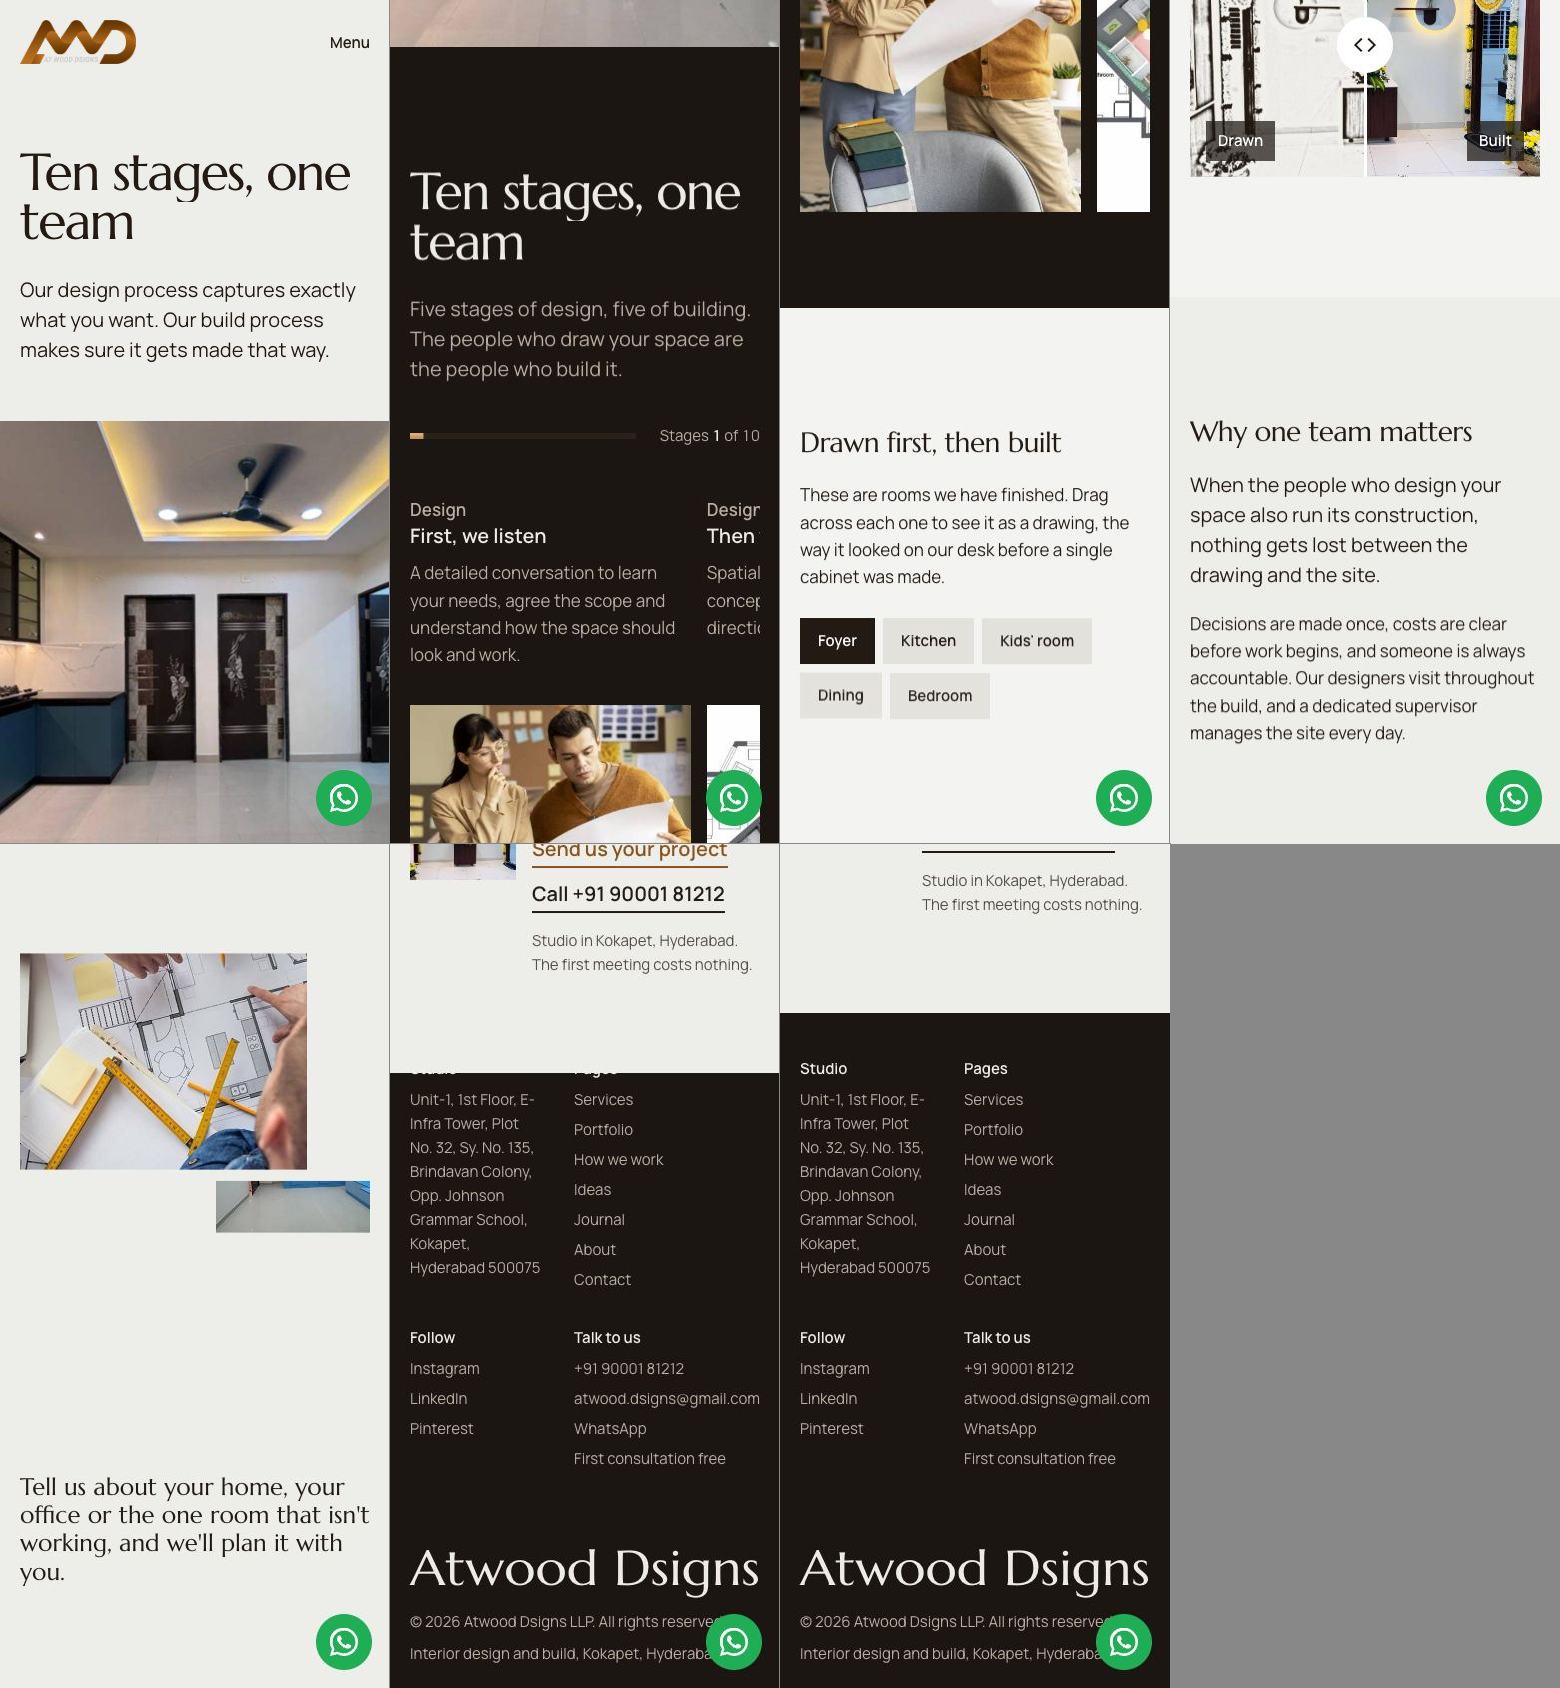 AT WOOD DSIGNS
Menu
Ten stages, one
team
Our design process captures exactly
what you want. Our build process
makes sure it gets made that way.
Ten stages, one
team
Five stages of design, five of building.
The people who draw your space are
the people who build it.
Stages 1 of 10
Design
First, we listen
A detailed conversation to learn
your needs, agree the scope and
understand how the space should
look and work.
Design
Then
Drawn first, then built
These are rooms we have finished. Drag
across each one to see it as a drawing, the
way it looked on our desk before a single
cabinet was made.
Foyer
Kitchen
Kids' room
Dining
Bedroom
Drawn
Built
Why one team matters
When the people who design your
space also run its construction,
nothing gets lost between the
drawing and the site.
Decisions are made once, costs are clear
before work begins, and someone is always
accountable. Our designers visit throughout
the build, and a dedicated supervisor
manages the site every day.
Tell us about your home, your
office or the one room that isn't
working, and we'll plan it with
you.
Send us your project
Call +91 90001 81212
Studio in Kokapet, Hyderabad.
The first meeting costs nothing.
Studio
Unit-1, 1st Floor, E-
Infra Tower, Plot
No. 32, Sy. No. 135,
Brindavan Colony,
Opp. Johnson
Grammar School,
Kokapet,
Hyderabad 500075
Pages
Services
Portfolio
How we work
Ideas
Journal
About
Contact
Follow
Instagram
LinkedIn
Pinterest
Talk to us
+91 90001 81212
atwood.dsigns@gmail.com
WhatsApp
First consultation free
Atwood Dsigns
© 2026 Atwood Dsigns LLP. All rights reserved
Interior design and build, Kokapet,
Studio in Kokapet, Hyderabad.
The first meeting costs nothing.
Studio
Unit-1, 1st Floor, E-
Infra Tower, Plot
No. 32, Sy. No. 135,
Brindavan Colony,
Opp. Johnson
Grammar School,
Kokapet,
Hyderabad 500075
Pages
Services
Portfolio
How we work
Ideas
Journal
About
Contact
Follow
Instagram
LinkedIn
Pinterest
Talk to us
+91 90001 81212
atwood.dsigns@gmail.com
WhatsApp
First consultation free
Atwood Dsigns
© 2026 Atwood Dsigns LLP. All rights reserved
Interior design and build, Kokapet,